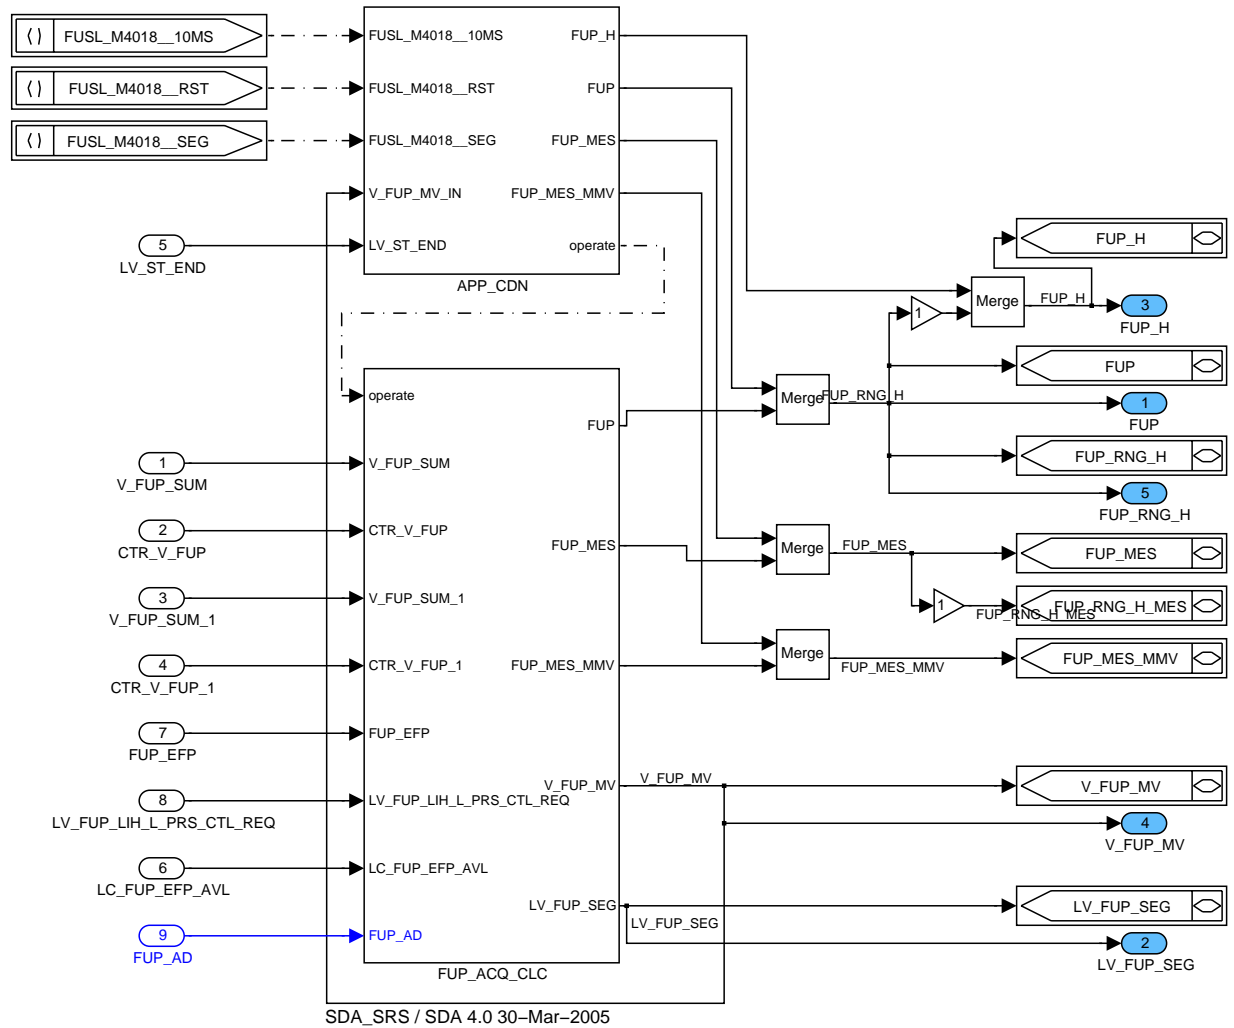 FUSL_M4018__10MS
FUSL_M4018__RST
FUSL_M4018__SEG
FUSL_M4018__10MS
FUSL_M4018__RST
FUSL_M4018__SEG
V_FUP_MV_IN
LV_ST_END
FUP_H
FUP
FUP_MES
FUP_MES_MMV
operate
APP_CDN
5
LV_ST_END
operate
V_FUP_SUM
CTR_V_FUP
V_FUP_SUM_1
CTR_V_FUP_1
FUP_EFP
LV_FUP_LIH_L_PRS_CTL_REQ
LC_FUP_EFP_AVL
FUP_AD
FUP
FUP_MES
FUP_MES_MMV
V_FUP_MV
LV_FUP_SEG
FUP_ACQ_CLC
1
V_FUP_SUM
2
CTR_V_FUP
3
V_FUP_SUM_1
4
CTR_V_FUP_1
7
FUP_EFP
8
LV_FUP_LIH_L_PRS_CTL_REQ
6
LC_FUP_EFP_AVL
9
FUP_AD
Merge
FUP_H
1
FUP_H
3
FUP_H
Merge
FUP_RNG_H
FUP
1
FUP
FUP_RNG_H
5
FUP_RNG_H
Merge
FUP_MES
FUP_MES
1
FUP_RNG_H_MES
FUP_RNG_H_MES
Merge
FUP_MES_MMV
FUP_MES_MMV
V_FUP_MV
V_FUP_MV
4
V_FUP_MV
LV_FUP_SEG
LV_FUP_SEG
2
LV_FUP_SEG
SDA_SRS / SDA 4.0 30−Mar−2005